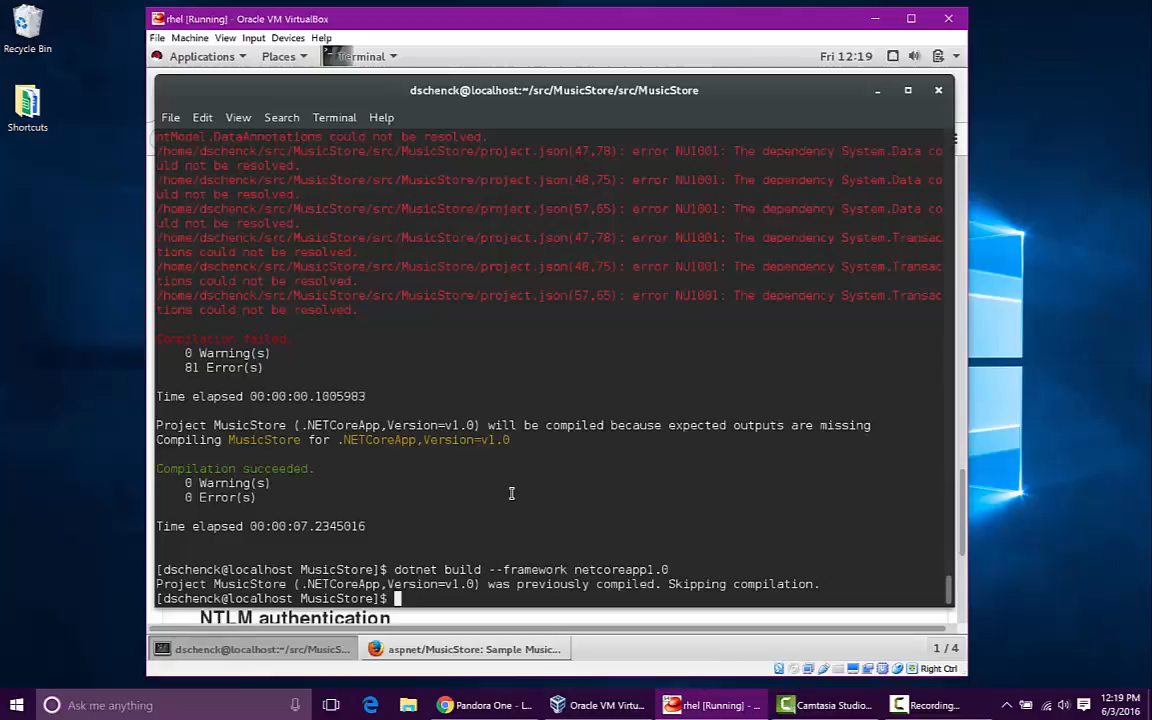 Recycle Bin
Shortcuts
rhel [Running] - Oracle VM VirtualBox
File Machine View Input Devices Help
Applications Places Terminal Fri 12:19
dschenck@localhost:~/src/MusicStore/src/MusicStore
File Edit View Search Terminal Help
ntModel.DataAnnotations could not be resolved.
/home/dschenck/src/MusicStore/src/MusicStore/project.json(47,78): error NU1001: The dependency System.Data co
uld not be resolved.
/home/dschenck/src/MusicStore/src/MusicStore/project.json(48,75): error NU1001: The dependency System.Data co
uld not be resolved.
/home/dschenck/src/MusicStore/src/MusicStore/project.json(57,65): error NU1001: The dependency System.Data co
uld not be resolved.
/home/dschenck/src/MusicStore/src/MusicStore/project.json(47,78): error NU1001: The dependency System.Transac
tions could not be resolved.
/home/dschenck/src/MusicStore/src/MusicStore/project.json(48,75): error NU1001: The dependency System.Transac
tions could not be resolved.
/home/dschenck/src/MusicStore/src/MusicStore/project.json(57,65): error NU1001: The dependency System.Transac
tions could not be resolved.
Compilation failed.
0 Warning(s)
81 Error(s)
Time elapsed 00:00:00.1005983
Project MusicStore (.NETCoreApp,Version=v1.0) will be compiled because expected outputs are missing
Compiling MusicStore for .NETCoreApp,Version=v1.0
Compilation succeeded.
0 Warning(s)
0 Error(s)
Time elapsed 00:00:07.2345016
[dschenck@localhost MusicStore]$ dotnet build --framework netcoreapp1.0
Project MusicStore (.NETCoreApp,Version=v1.0) was previously compiled. Skipping compilation.
[dschenck@localhost MusicStore]$
NTLM authentication
dschenck@localhost:~/src/MusicS... aspnet/MusicStore: Sample Music... 1 / 4
Right Ctrl
Ask me anything Pandora One - L... Oracle VM Virtu... rhel [Running] - ... Camtasia Studio... Recording... 12:19 PM
6/3/2016